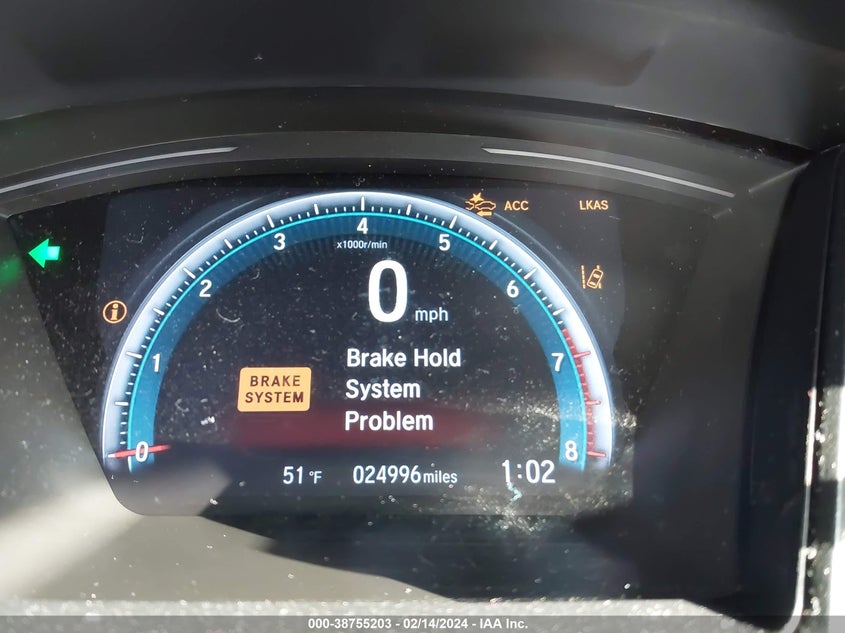 ACC LKAS
4
3 5
x1000r/min
2 6
0 mph
1 7
Brake Hold
BRAKE System
SYSTEM
Problem
0 8
51 °F 024996 miles 1:02
000-38755203 - 02/14/2024 - IAA Inc.